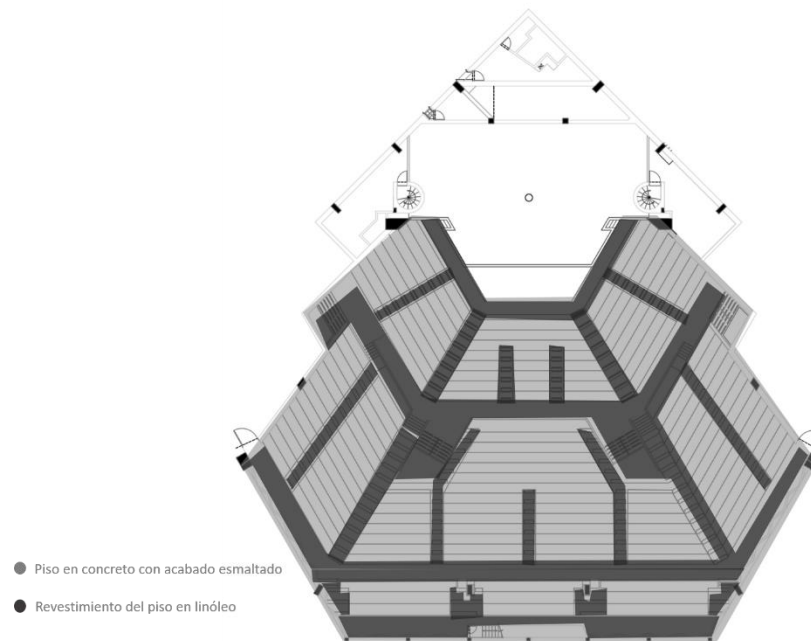 Piso en concreto con acabado esmaltado
Revestimiento del piso en linóleo